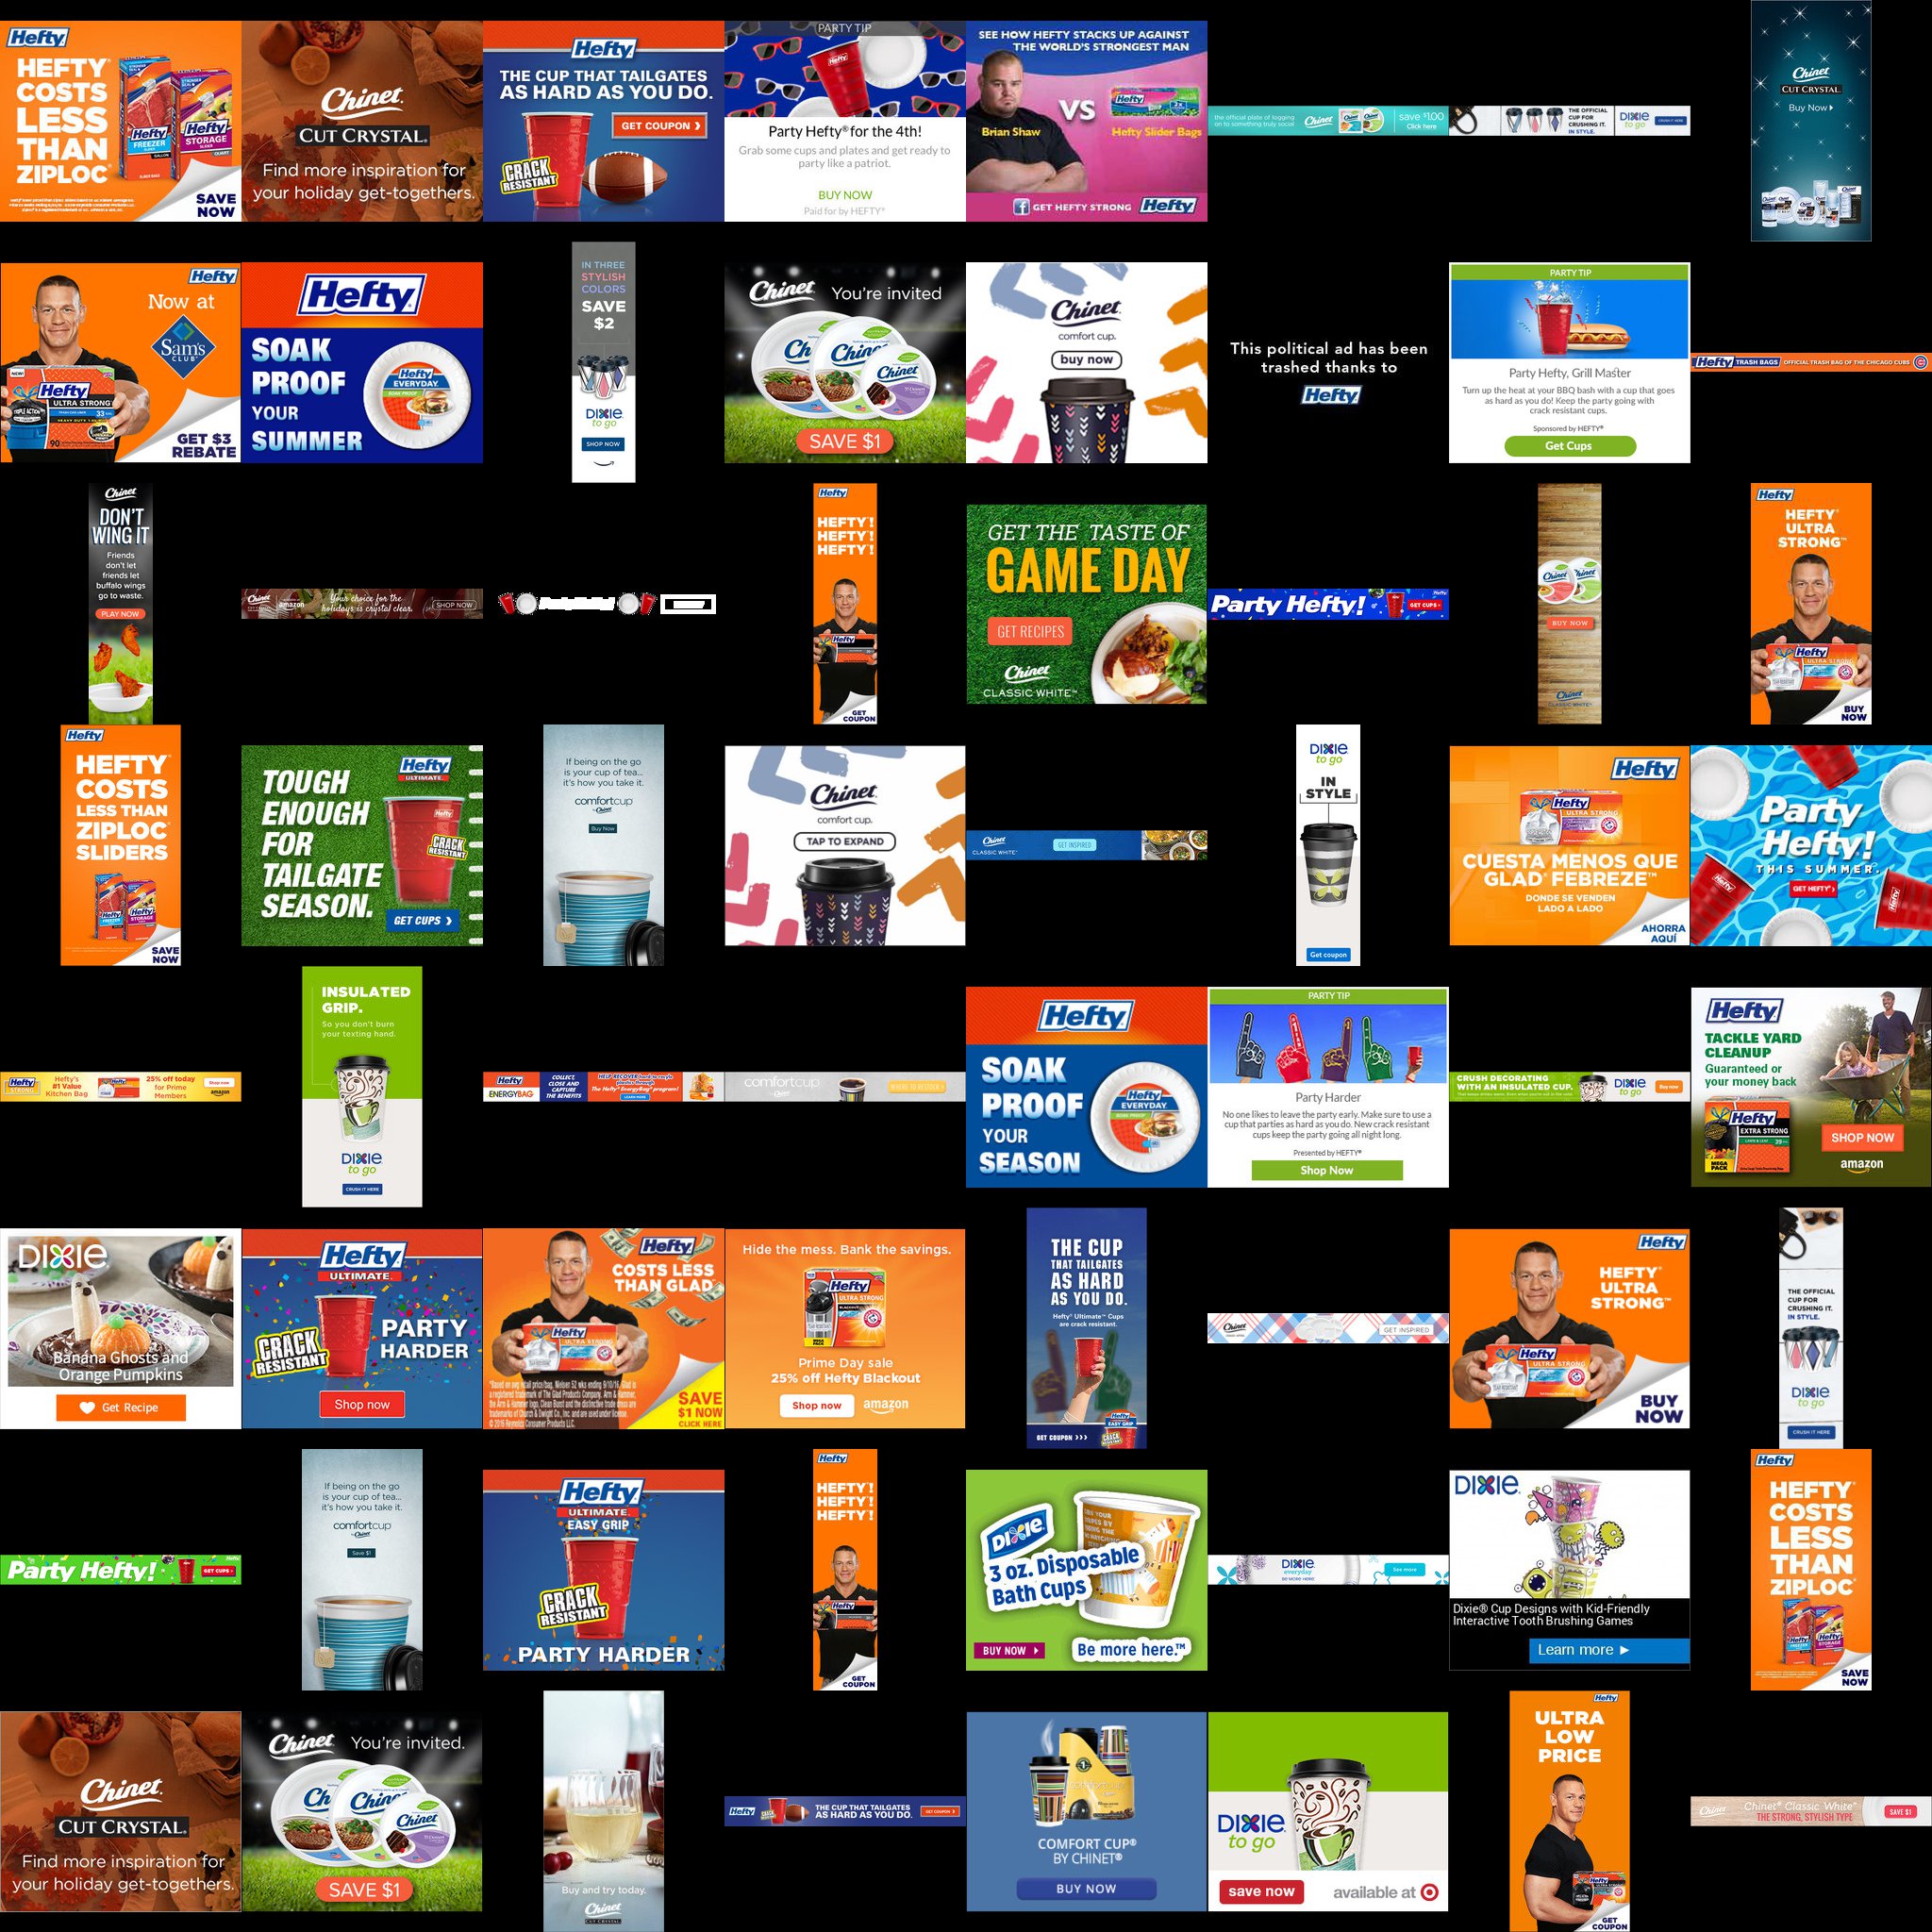 Hefty
HEFTY
COSTS
LESS
THAN
ZIPLOC
SAVE
NOW
Chinet
CUT CRYSTAL
Find more inspiration for
your holiday get-togethers.
Hefty
THE CUP THAT TAILGATES
AS HARD AS YOU DO.
GET COUPON
CRACK
RESISTANT
PARTY TIP
Party Hefty® for the 4th!
Grab some cups and plates and get ready to
party like a patriot.
BUY NOW
Paid for by HEFTY®
SEE HOW HEFTY STACKS UP AGAINST
THE WORLD'S STRONGEST MAN
VS
Brian Shaw
Hefty Slider Bags
GET HEFTY STRONG
Hefty
the official plate of logging
on to something truly social
Chinet
save $1.00
Click here
THE OFFICIAL
CUP FOR
CRUSHING IT.
IN STYLE.
DIXIE
to go
CRUSH IT HERE
Chinet
CUT CRYSTAL
Buy Now
Hefty
Now at
Sam's
CLUB
Hefty
ULTRA STRONG
GET $3
REBATE
Hefty
SOAK
PROOF
YOUR
SUMMER
Hefty
EVERYDAY
IN THREE
STYLISH
COLORS
SAVE
$2
DIXIE
to go
SHOP NOW
Chinet
You're invited
Chinet
SAVE $1
Chinet
comfort cup.
buy now
This political ad has been
trashed thanks to
Hefty
PARTY TIP
Party Hefty, Grill Master
Turn up the heat at your BBQ bash with a cup that goes
as hard as you do! Keep the party going with
crack resistant cups.
Sponsored by HEFTY®
Get Cups
Hefty TRASH BAGS OFFICIAL TRASH BAG OF THE CHICAGO CUBS
Chinet
DON'T
WING IT
Friends
don't let
friends let
buffalo wings
go to waste.
PLAY NOW
Chinet
amazon
Your choice for the
holidays is crystal clear.
SHOP NOW
Hefty
HEFTY!
HEFTY!
HEFTY!
GET
COUPON
GET THE TASTE OF
GAME DAY
GET RECIPES
Chinet
CLASSIC WHITE™
Party Hefty!
GET CUPS
Chinet
BUY NOW
Chinet
CLASSIC WHITE
Hefty
HEFTY
ULTRA
STRONG™
Hefty
ULTRA STRONG
BUY
NOW
Hefty
HEFTY
COSTS
LESS THAN
ZIPLOC
SLIDERS
SAVE
NOW
TOUGH
ENOUGH
FOR
TAILGATE
SEASON.
Hefty
ULTIMATE
CRACK
RESISTANT
GET CUPS
If being on the go
is your cup of tea...
it's how you take it.
comfortcup
by Chinet
Buy Now
Chinet
comfort cup.
TAP TO EXPAND
Chinet
CLASSIC WHITE
GET INSPIRED
DIXIE
to go
IN
STYLE
Get coupon
Hefty
Hefty
ULTRA STRONG
CUESTA MENOS QUE
GLAD® FEBREZE™
DONDE SE VENDEN
LADO A LADO
AHORRA
AQUÍ
Party
Hefty!
THIS SUMMER.
GET HEFTY
Hefty
Hefty's
#1 Value
Kitchen Bag
25% off today
for Prime
Members
Shop now
amazon
INSULATED
GRIP.
So you don't burn
your texting hand.
DIXIE
to go
CRUSH IT HERE
Hefty
ENERGYBAG
COLLECT,
CLOSE AND
CAPTURE
THE BENEFITS
The Hefty® EnergyBag® program!
LEARN MORE
comfortcup
Hefty
SOAK
PROOF
YOUR
SEASON
Hefty
EVERYDAY
PARTY TIP
Party Harder
No one likes to leave the party early. Make sure to use a
cup that parties as hard as you do. New crack resistant
cups keep the party going all night long.
Presented by HEFTY®
Shop Now
CRUSH DECORATING
WITH AN INSULATED CUP.
DIXIE
to go
Buy now
Hefty
TACKLE YARD
CLEANUP
Guaranteed or
your money back
Hefty
EXTRA STRONG
MEGA
PACK
SHOP NOW
amazon
DIXIE
Banana Ghosts and
Orange Pumpkins
Get Recipe
Hefty
ULTIMATE
CRACK
RESISTANT
PARTY
HARDER
Shop now
Hefty
COSTS LESS
THAN GLAD
Hefty
ULTRA STRONG
SAVE
$1 NOW
CLICK HERE
Hide the mess. Bank the savings.
Hefty
ULTRA STRONG
BLACKOUT
Prime Day sale
25% off Hefty Blackout
Shop now
amazon
THE CUP
THAT TAILGATES
AS HARD
AS YOU DO.
Hefty® Ultimate™ Cups
are crack resistant.
GET COUPON >>>
Hefty
EASY GRIP
CRACK
RESISTANT
Chinet
GET INSPIRED
Hefty
HEFTY
ULTRA
STRONG™
Hefty
ULTRA STRONG
BUY
NOW
THE OFFICIAL
CUP FOR
CRUSHING IT.
IN STYLE.
DIXIE
to go
CRUSH IT HERE
Party Hefty!
GET CUPS
If being on the go
is your cup of tea...
it's how you take it.
comfortcup
by Chinet
Save $1
Hefty
ULTIMATE
EASY GRIP
CRACK
RESISTANT
PARTY HARDER
Hefty
HEFTY!
HEFTY!
HEFTY!
GET
COUPON
DIXIE
3 oz. Disposable
Bath Cups
BUY NOW
Be more here.™
DIXIE
everyday
BE MORE HERE
See more
DIXIE
Dixie® Cup Designs with Kid-Friendly
Interactive Tooth Brushing Games
Learn more
Hefty
HEFTY
COSTS
LESS
THAN
ZIPLOC
SAVE
NOW
Chinet
CUT CRYSTAL
Find more inspiration for
your holiday get-togethers.
Chinet
You're invited.
Chinet
SAVE $1
Buy and try today.
Chinet
CUT CRYSTAL
Hefty
THE CUP THAT TAILGATES
AS HARD AS YOU DO.
GET COUPON
COMFORT CUP®
BY CHINET®
BUY NOW
DIXIE
to go
save now
available at
Hefty
ULTRA
LOW
PRICE
GET
COUPON
Chinet
Chinet® Classic White™
THE STRONG, STYLISH TYPE
SAVE $1